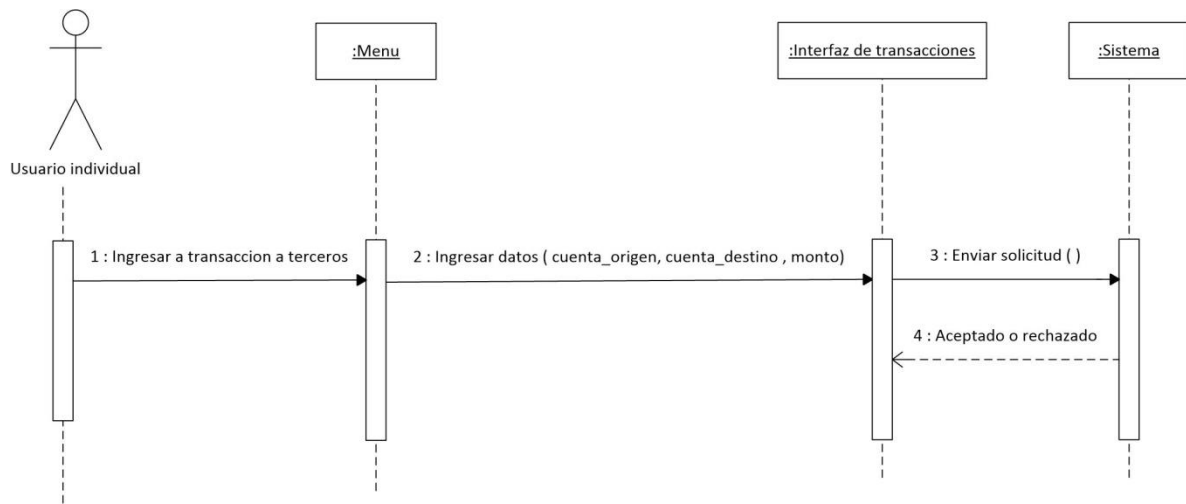 :Menu
:Interfaz de transacciones
:Sistema
Usuario individual
1 : Ingresar a transaccion a terceros
2 : Ingresar datos ( cuenta_origen, cuenta_destino , monto)
3 : Enviar solicitud ( )
4 : Aceptado o rechazado